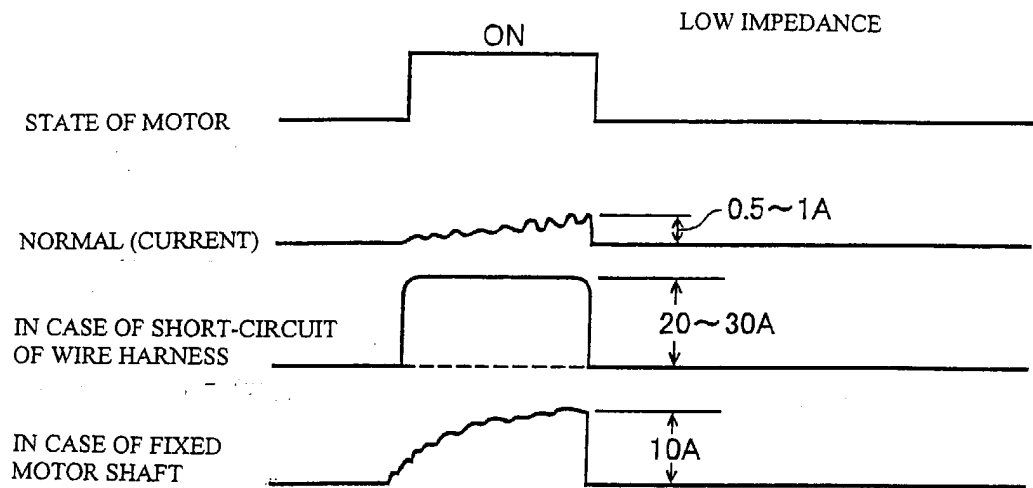 LOW IMPEDANCE
ON
STATE OF MOTOR
0.5～1A
NORMAL (CURRENT)
20～30A
IN CASE OF SHORT-CIRCUIT
OF WIRE HARNESS
10A
IN CASE OF FIXED
MOTOR SHAFT